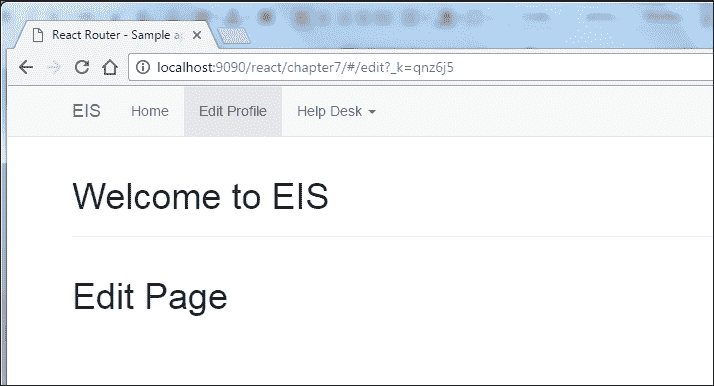 React Router - Sample ap
localhost:9090/react/chapter7/#/edit?_k=qnz6j5
EIS Home Edit Profile Help Desk
Welcome to EIS
Edit Page